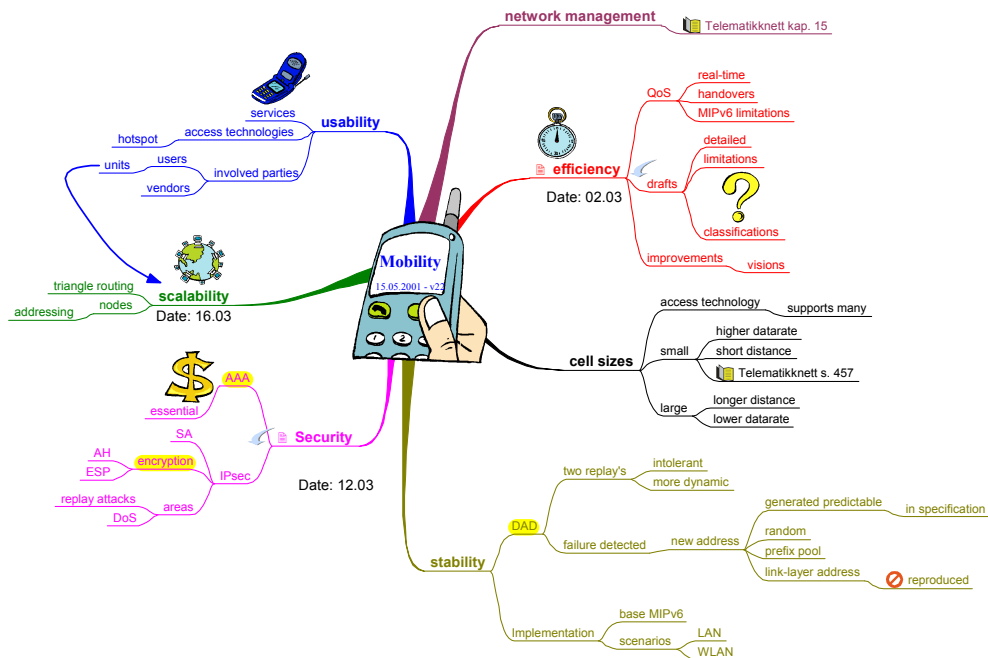 network management
Telematikknett kap. 15
usability
services
access technologies
hotspot
involved parties
users
units
vendors
efficiency
Date: 02.03
QoS
real-time
handovers
MIPv6 limitations
drafts
detailed
limitations
classifications
improvements
visions
Mobility
15.05.2001 - v22
1
2
scalability
Date: 16.03
triangle routing
nodes
addressing
cell sizes
access technology
supports many
small
higher datarate
short distance
Telematikknett s. 457
large
longer distance
lower datarate
Security
Date: 12.03
AAA
essential
IPsec
SA
encryption
AH
ESP
areas
replay attacks
DoS
stability
DAD
two replay's
intolerant
more dynamic
failure detected
new address
generated predictable
in specification
random
prefix pool
link-layer address
reproduced
Implementation
base MIPv6
scenarios
LAN
WLAN